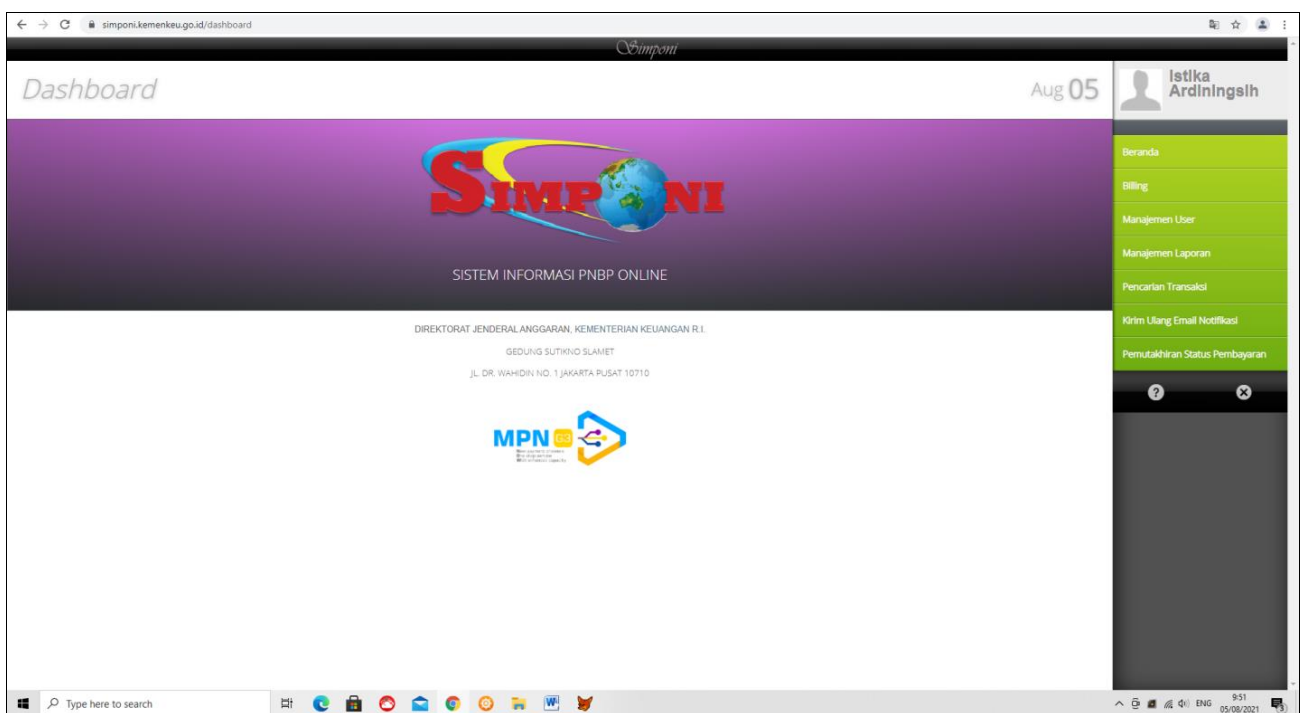 simponi.kemenkeu.go.id/dashboard
Simponi
Dashboard
Aug 05
Istika
Ardiningsih
SIMPONI
SISTEM INFORMASI PNBP ONLINE
DIREKTORAT JENDERAL ANGGARAN, KEMENTERIAN KEUANGAN R.I.
GEDUNG SUTIKNO SLAMET
JL. DR. WAHIDIN NO. 1 JAKARTA PUSAT 10710
MPN G3
Beranda
Billing
Manajemen User
Manajemen Laporan
Pencarian Transaksi
Kirim Ulang Email Notifikasi
Pemutakhiran Status Pembayaran
Type here to search
ENG
9:51
05/08/2021
3